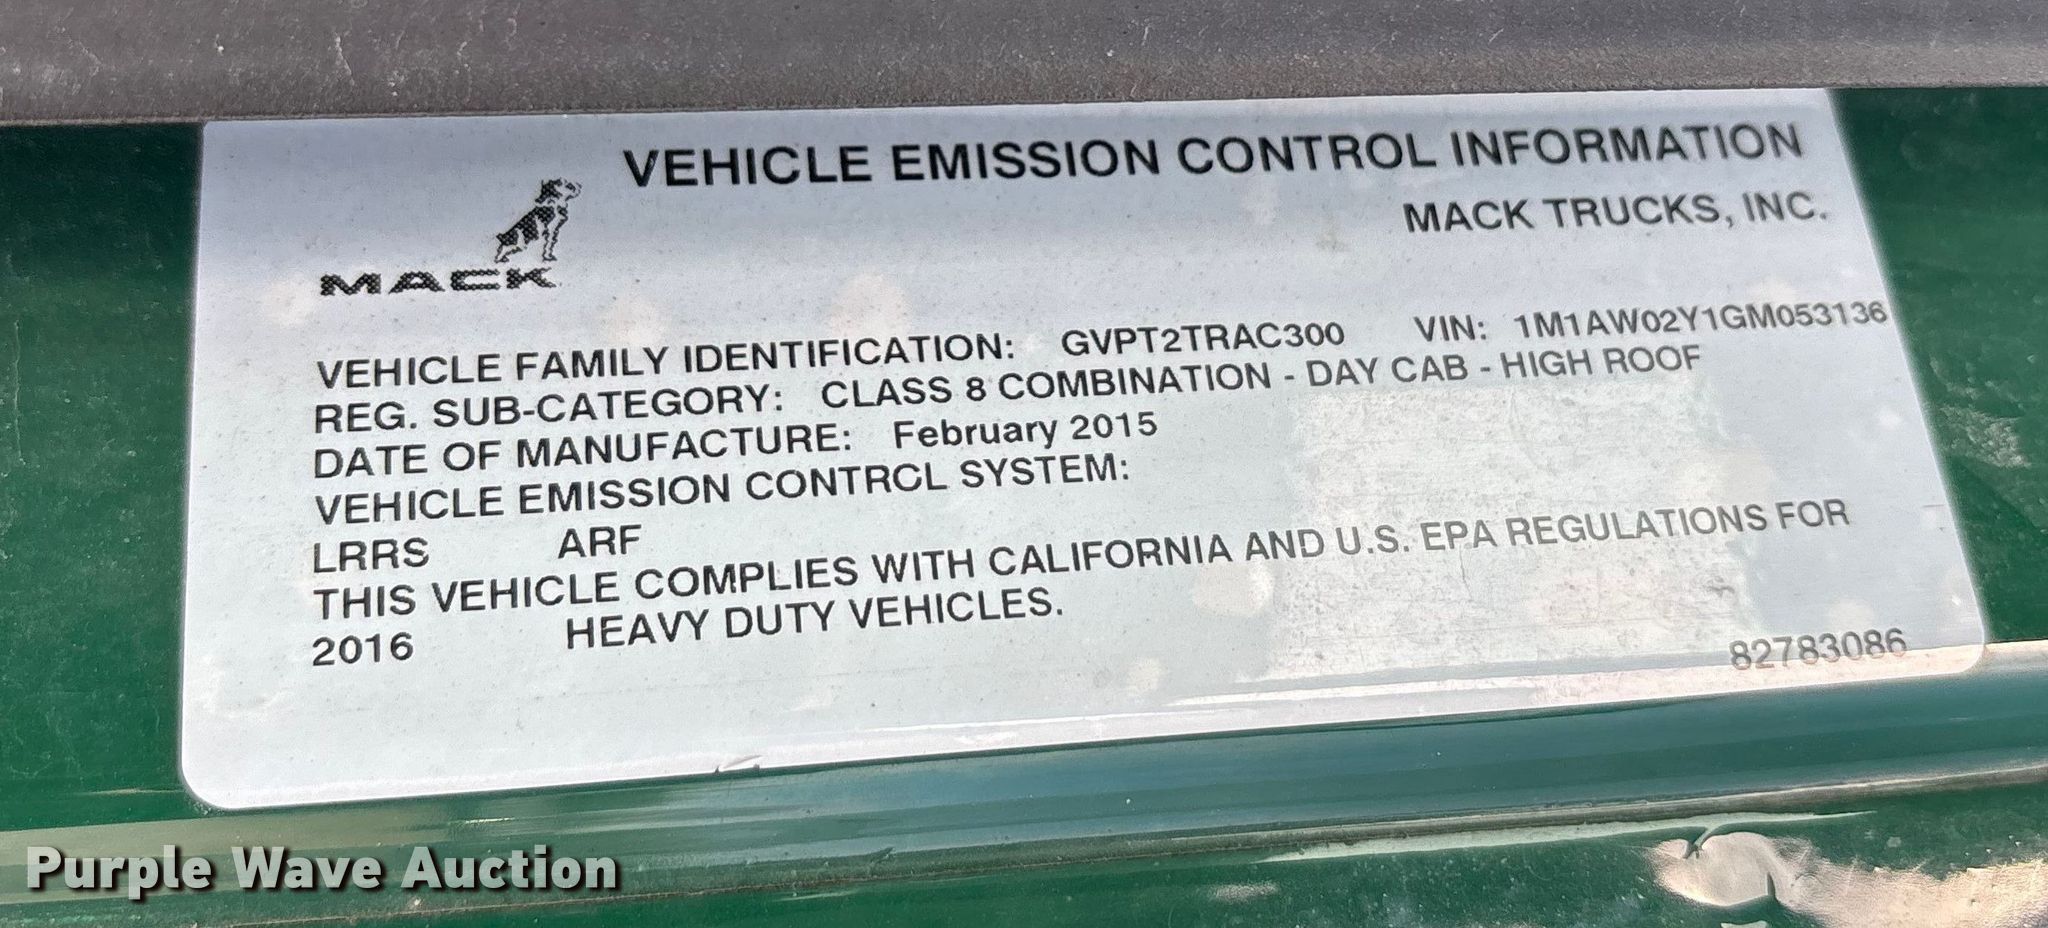 VEHICLE EMISSION CONTROL INFORMATION
MACK TRUCKS, INC.
MACK
VEHICLE FAMILY IDENTIFICATION: GVPT2TRAC300 VIN: 1M1AW02Y1GM053136
REG. SUB-CATEGORY: CLASS 8 COMBINATION - DAY CAB - HIGH ROOF
DATE OF MANUFACTURE: February 2015
VEHICLE EMISSION CONTROL SYSTEM:
LRRS ARF
THIS VEHICLE COMPLIES WITH CALIFORNIA AND U.S. EPA REGULATIONS FOR
2016 HEAVY DUTY VEHICLES.
82783086
Purple Wave Auction